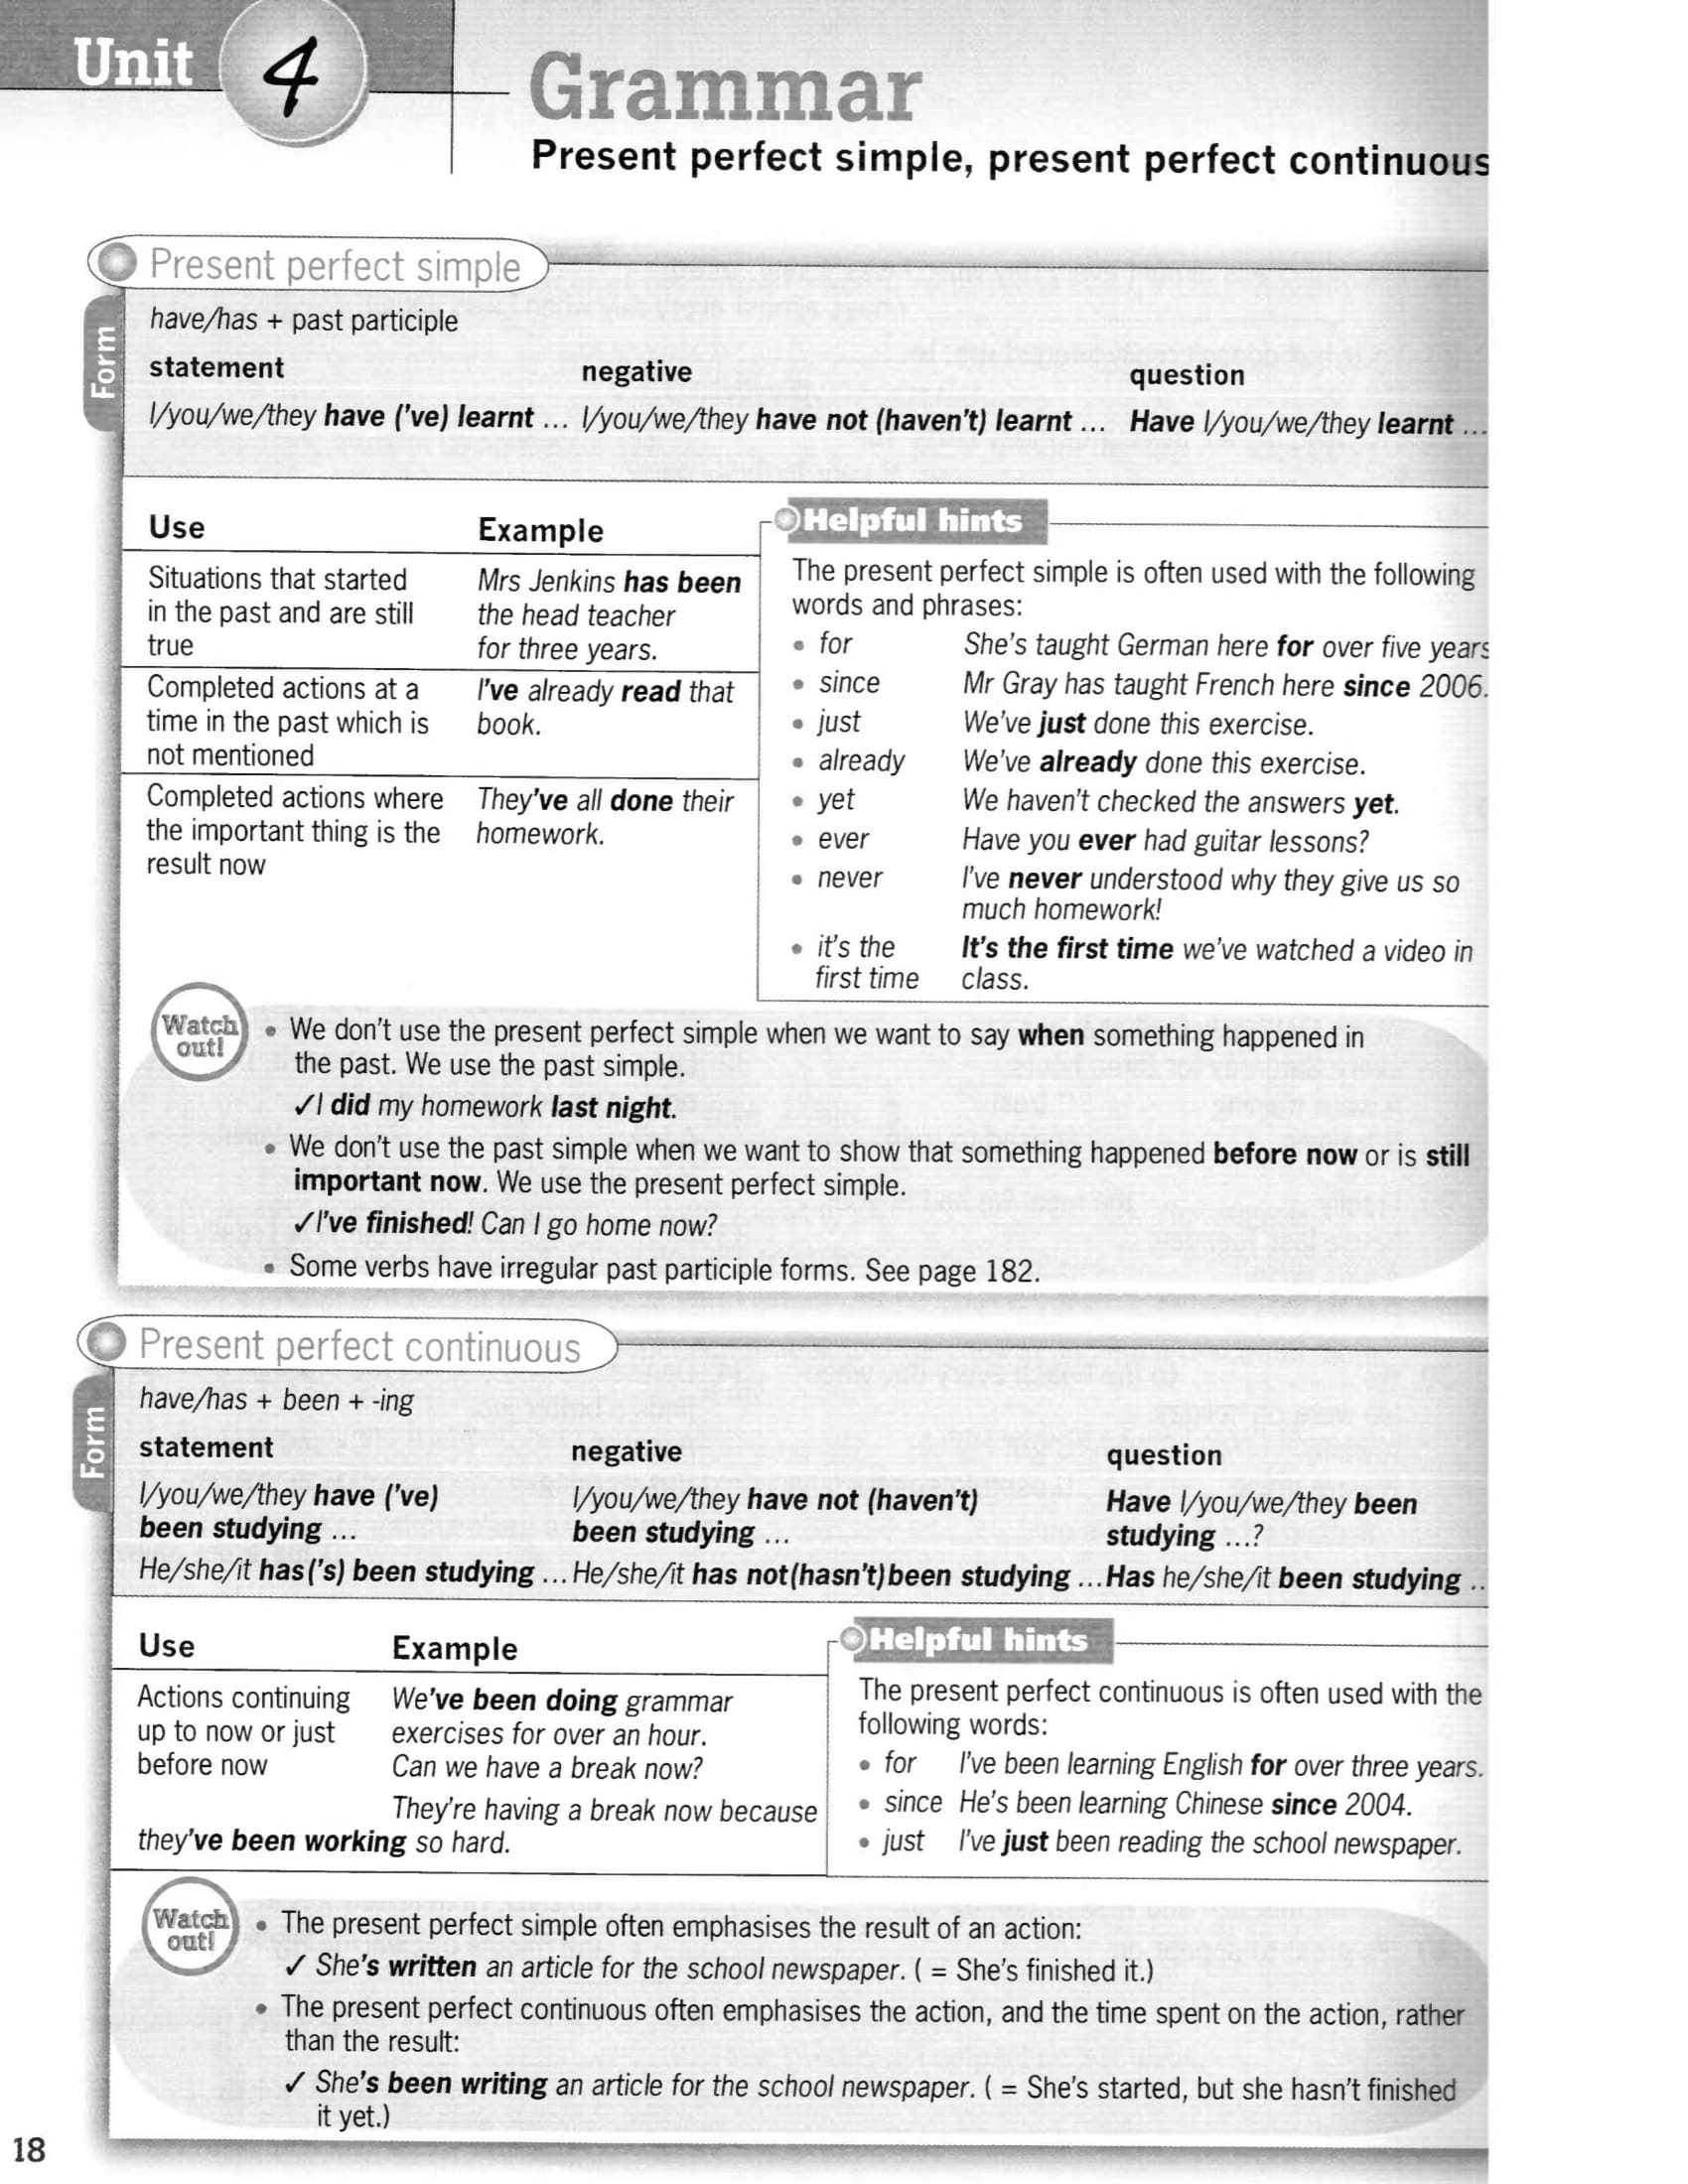 Unit 4
Grammar
Present perfect simple, present perfect continuous
Present perfect simple
Form
have/has + past participle
statement negative question
I/you/we/they have ('ve) learnt ... I/you/we/they have not (haven't) learnt ... Have I/you/we/they learnt ...
Use Example
Situations that started
in the past and are still
true
Mrs Jenkins has been
the head teacher
for three years.
Completed actions at a
time in the past which is
not mentioned
I've already read that
book.
Completed actions where
the important thing is the
result now
They've all done their
homework.
Helpful hints
The present perfect simple is often used with the following
words and phrases:
• for She's taught German here for over five years
• since Mr Gray has taught French here since 2006.
• just We've just done this exercise.
• already We've already done this exercise.
• yet We haven't checked the answers yet.
• ever Have you ever had guitar lessons?
• never I've never understood why they give us so
much homework!
• it's the It's the first time we've watched a video in
first time class.
Watch
out!
• We don't use the present perfect simple when we want to say when something happened in
the past. We use the past simple.
✓I did my homework last night.
• We don't use the past simple when we want to show that something happened before now or is still
important now. We use the present perfect simple.
✓I've finished! Can I go home now?
• Some verbs have irregular past participle forms. See page 182.
Present perfect continuous
Form
have/has + been + -ing
statement negative question
I/you/we/they have ('ve) I/you/we/they have not (haven't) Have I/you/we/they been
been studying ... been studying ... studying ...?
He/she/it has('s) been studying ... He/she/it has not(hasn't)been studying ... Has he/she/it been studying ..
Use Example
Actions continuing
up to now or just
before now
We've been doing grammar
exercises for over an hour.
Can we have a break now?
They're having a break now because
they've been working so hard.
Helpful hints
The present perfect continuous is often used with the
following words:
• for I've been learning English for over three years.
• since He's been learning Chinese since 2004.
• just I've just been reading the school newspaper.
Watch
out!
• The present perfect simple often emphasises the result of an action:
✓ She's written an article for the school newspaper. ( = She's finished it.)
• The present perfect continuous often emphasises the action, and the time spent on the action, rather
than the result:
✓ She's been writing an article for the school newspaper. ( = She's started, but she hasn't finished
it yet.)
18